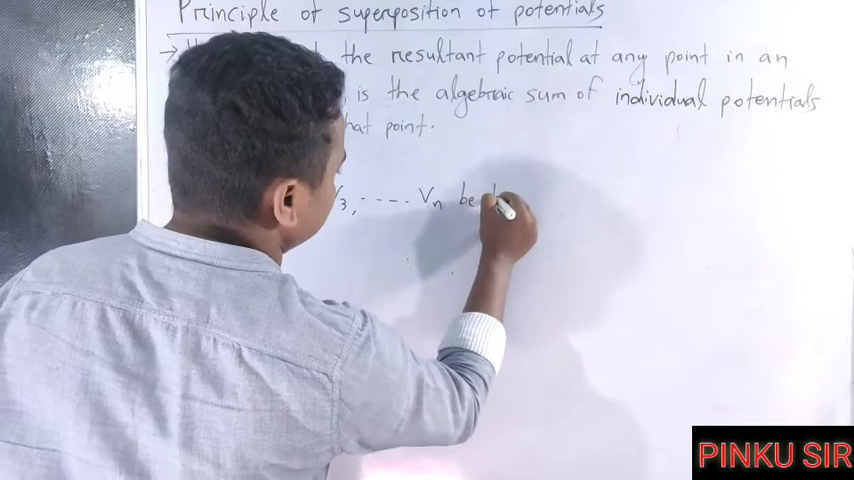 Principle of superposition of potentials
→ the resultant potential at any point in an
is the algebraic sum of individual potentials
that point.
V3, ---- Vn be
PINKU SIR